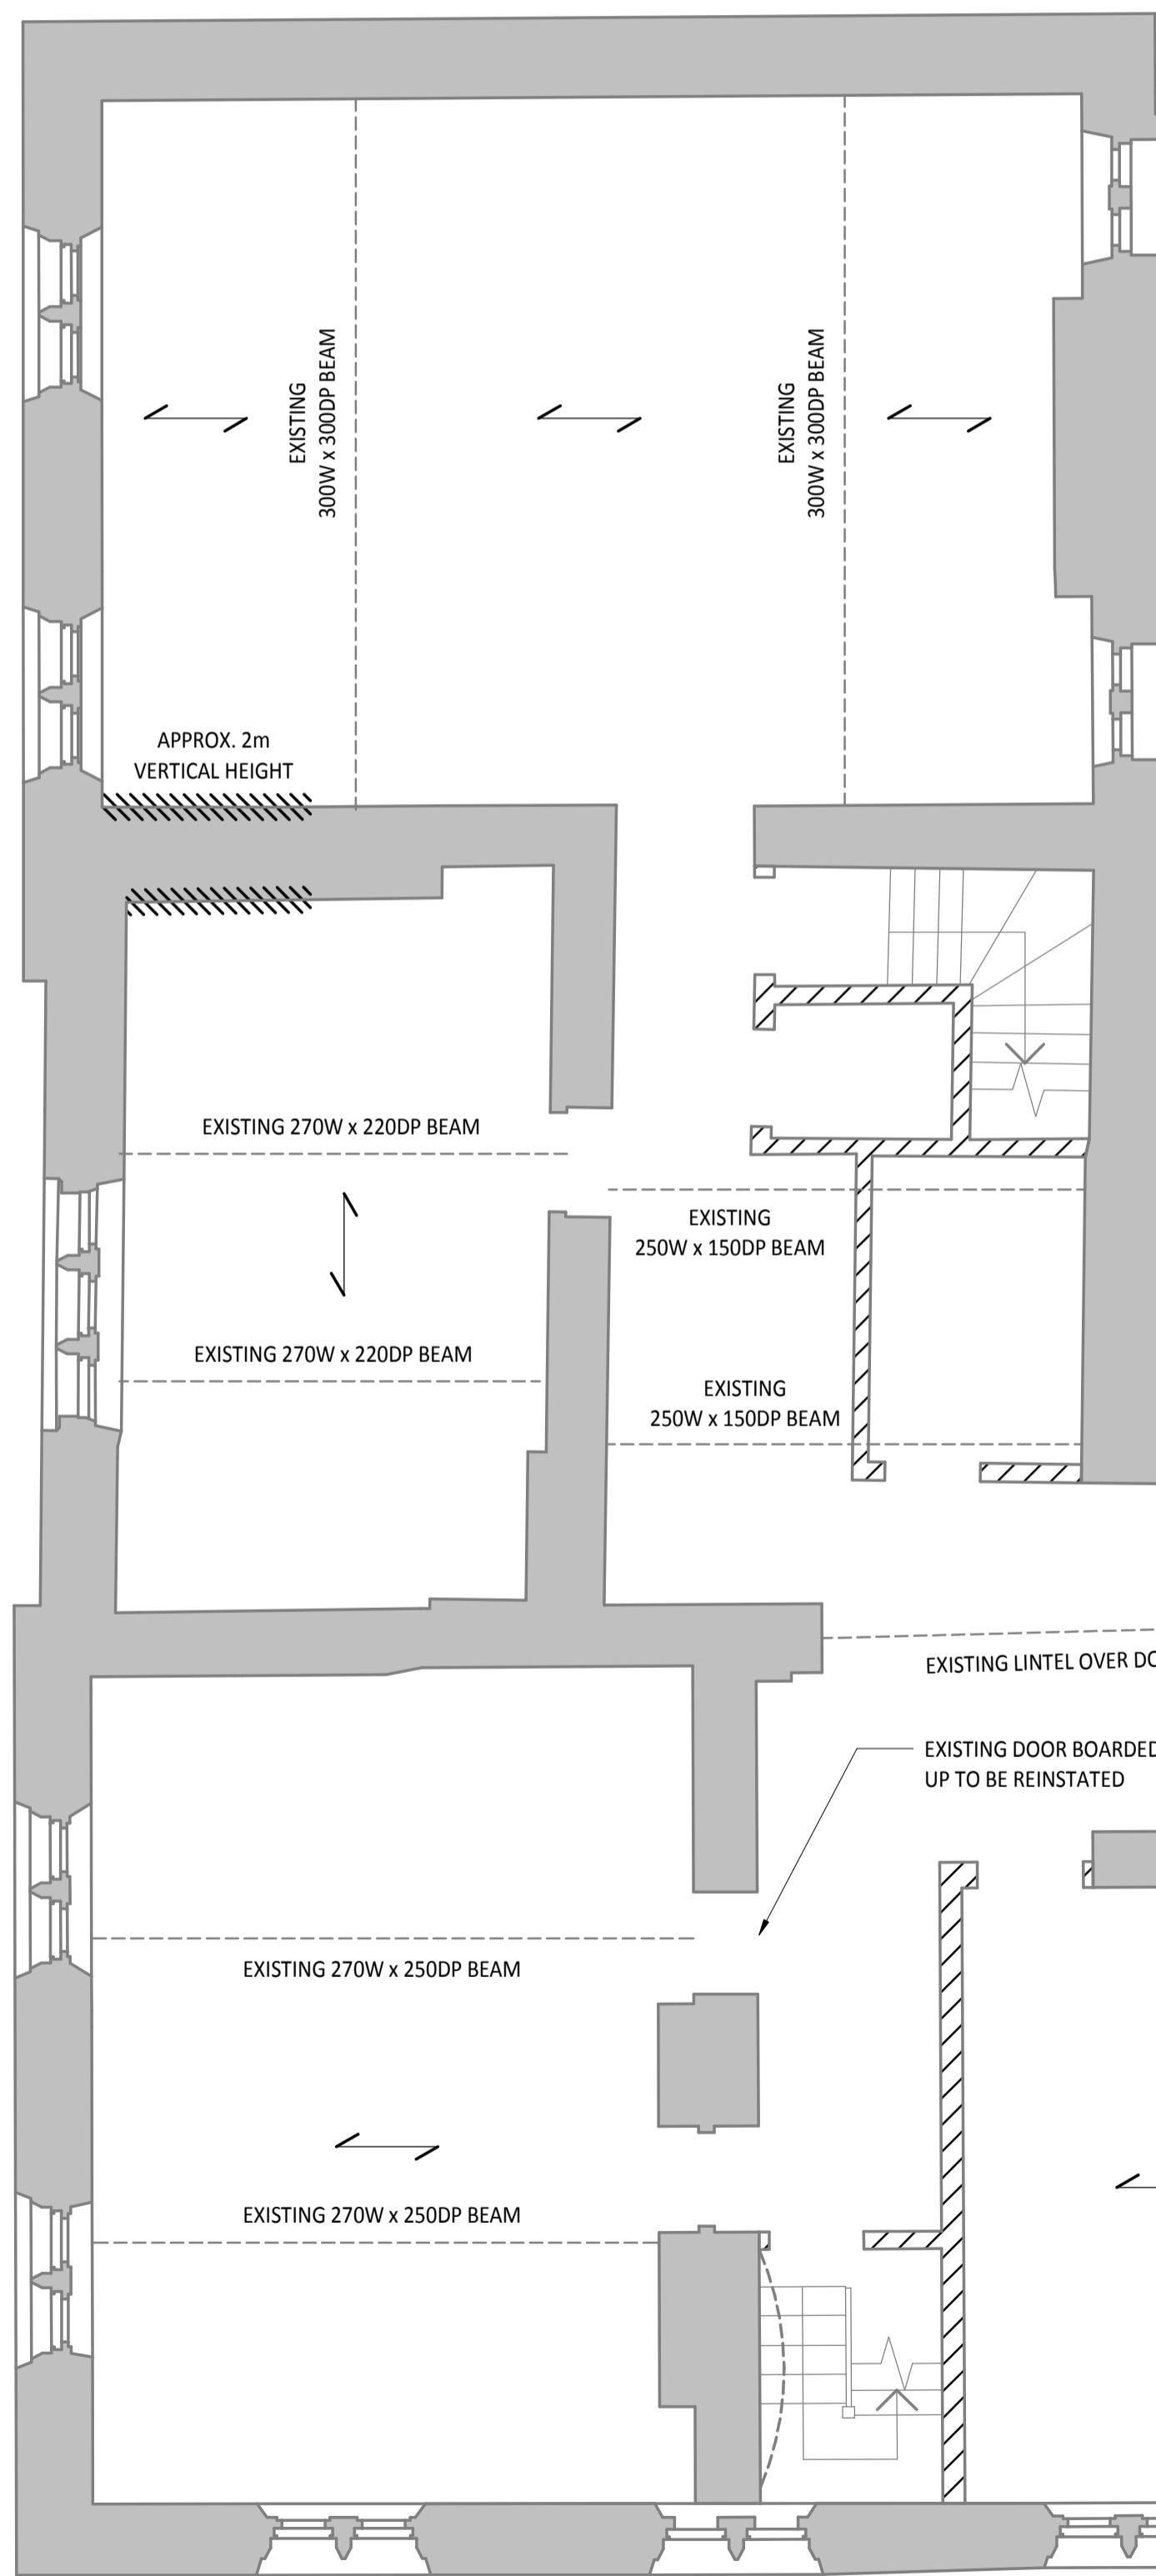 EXISTING
300W x 300DP BEAM
EXISTING
300W x 300DP BEAM
APPROX. 2m
VERTICAL HEIGHT
EXISTING 270W x 220DP BEAM
EXISTING
250W x 150DP BEAM
EXISTING 270W x 220DP BEAM
EXISTING
250W x 150DP BEAM
EXISTING LINTEL OVER DO
EXISTING DOOR BOARDED
UP TO BE REINSTATED
EXISTING 270W x 250DP BEAM
EXISTING 270W x 250DP BEAM